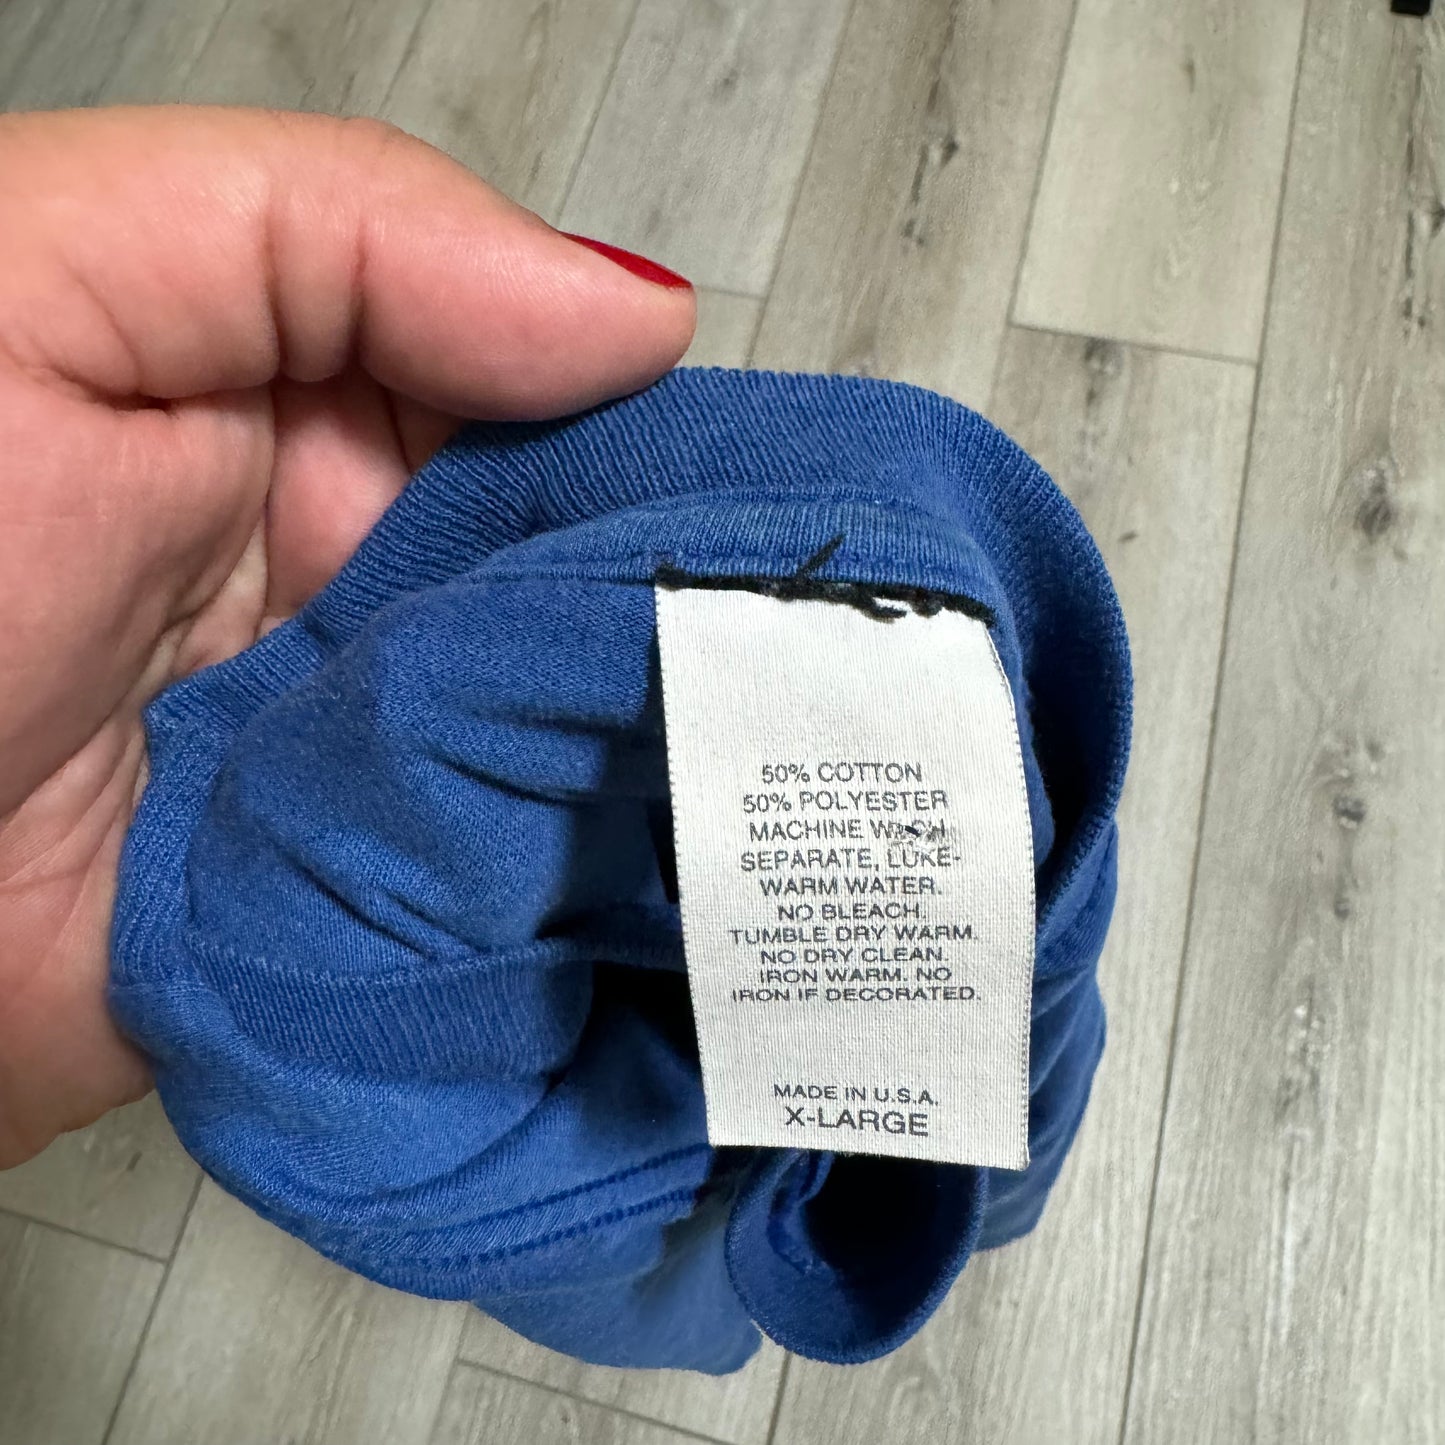 50% COTTON
50% POLYESTER
MACHINE WASH
SEPARATE, LUKE-
WARM WATER.
NO BLEACH.
TUMBLE DRY WARM.
NO DRY CLEAN.
IRON WARM. NO
IRON IF DECORATED.
MADE IN U.S.A.
X-LARGE